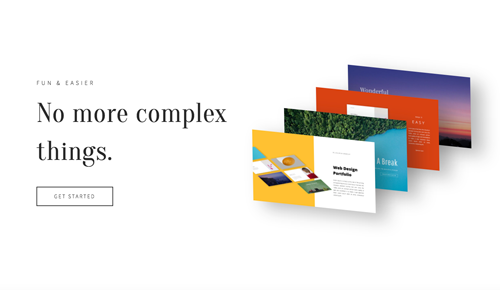 FUN & EASIER
No more complex
things.
GET STARTED
Wonderful
EASY
A Break
Web Design
Portfolio